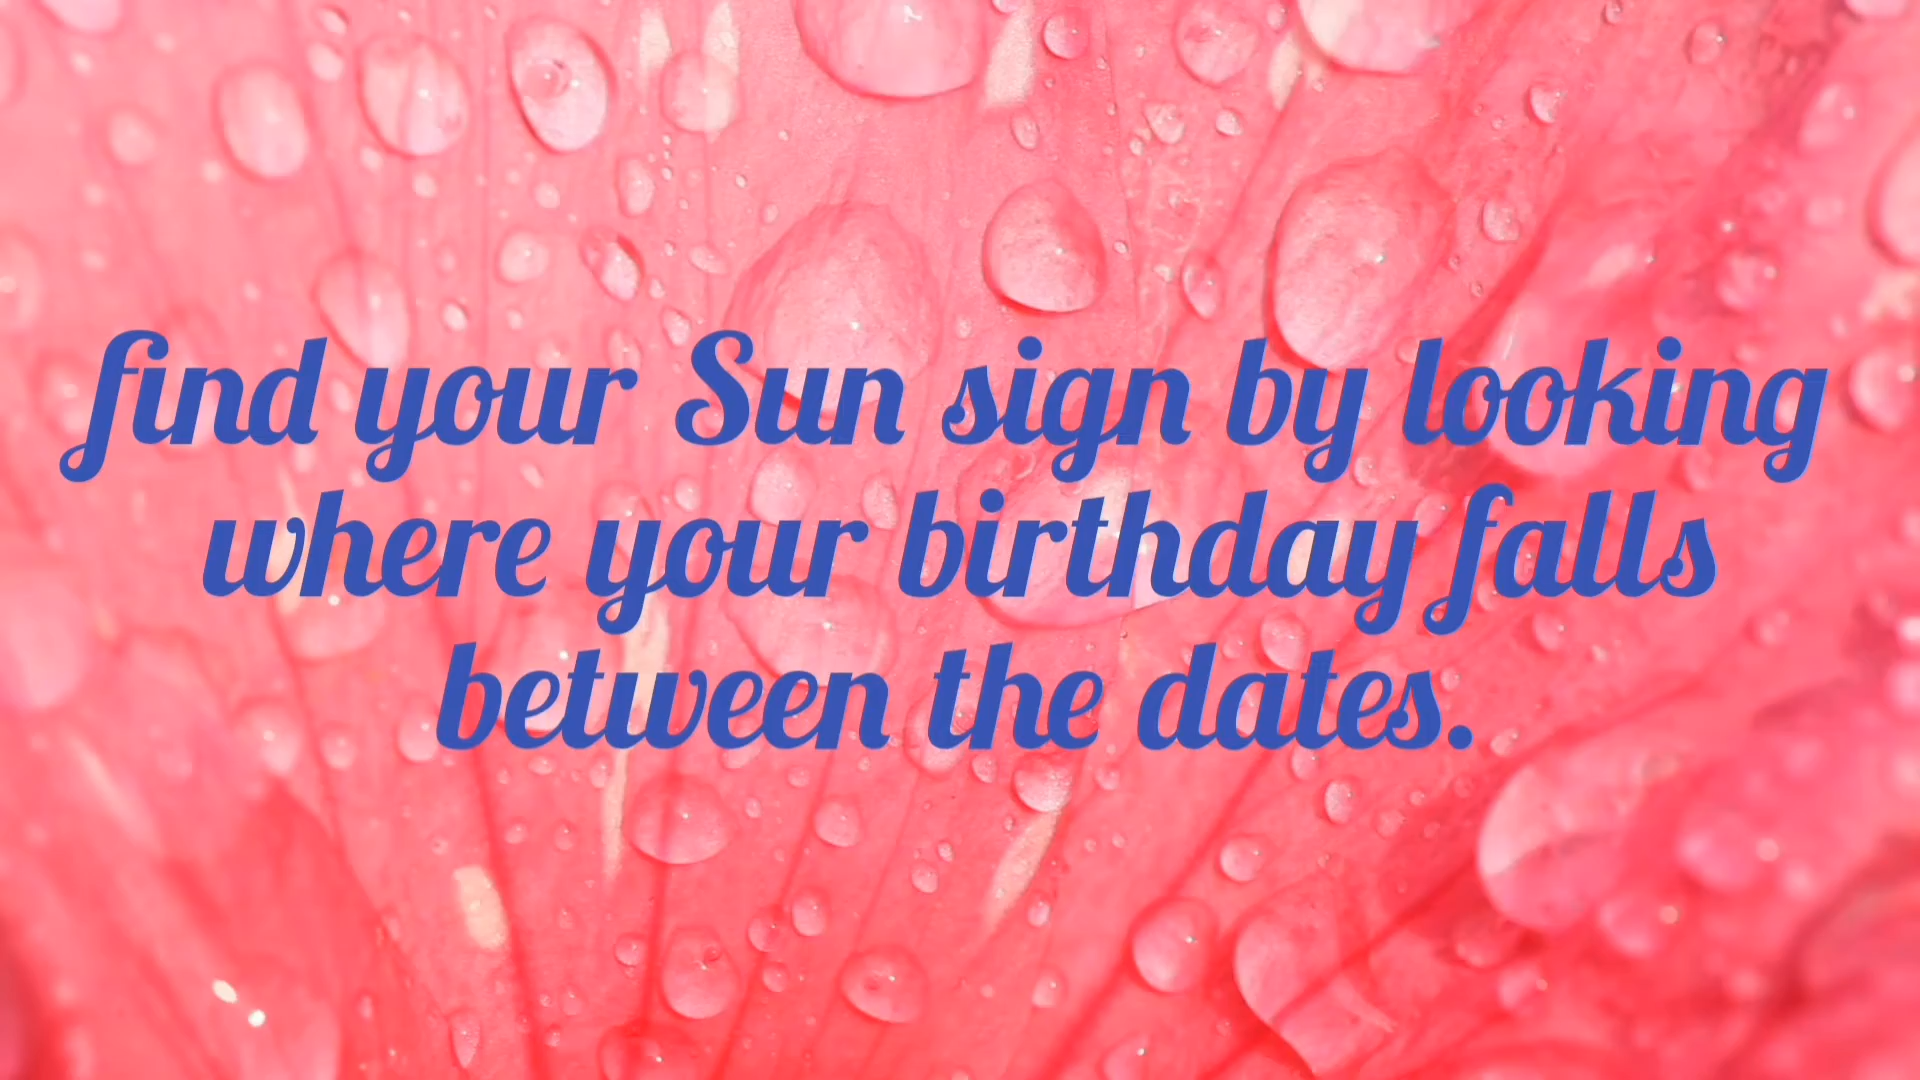 find your Sun sign by looking
where your birthday falls
between the dates.